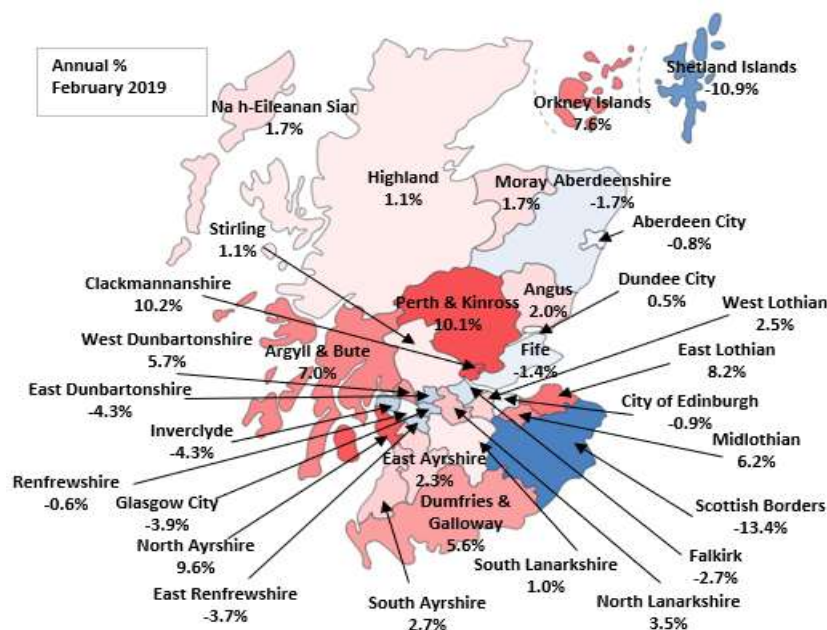 Annual %
February 2019
Shetland Islands
-10.9%
Na h-Eileanan Siar
1.7%
Orkney Islands
7.6%
Highland
1.1%
Moray
1.7%
Aberdeenshire
-1.7%
Stirling
1.1%
Aberdeen City
-0.8%
Clackmannanshire
10.2%
Perth & Kinross
10.1%
Angus
2.0%
Dundee City
0.5%
West Lothian
2.5%
West Dunbartonshire
5.7%
Argyll & Bute
7.0%
Fife
-1.4%
East Lothian
8.2%
East Dunbartonshire
-4.3%
City of Edinburgh
-0.9%
Inverclyde
-4.3%
Midlothian
6.2%
East Ayrshire
2.3%
Renfrewshire
-0.6%
Glasgow City
-3.9%
Dumfries &
Galloway
5.6%
Scottish Borders
-13.4%
North Ayrshire
9.6%
South Lanarkshire
1.0%
Falkirk
-2.7%
East Renfrewshire
-3.7%
South Ayrshire
2.7%
North Lanarkshire
3.5%